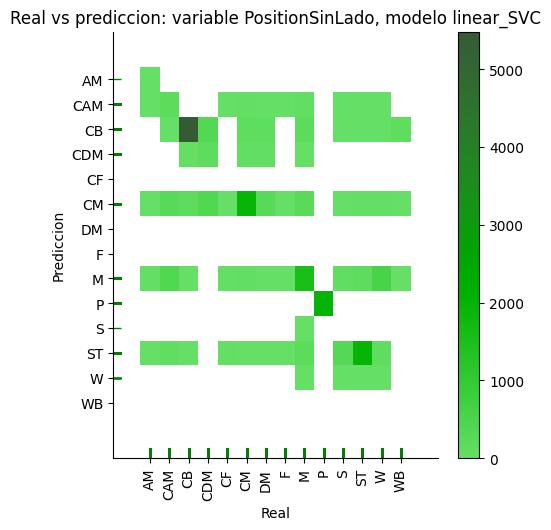 Real vs prediccion: variable PositionSinLado, modelo linear_SVC
Prediccion
AM
CAM
CB
CDM
CF
CM
DM
F
M
P
S
ST
W
WB
AM
CAM
CB
CDM
CF
CM
DM
F
M
P
S
ST
W
WB
Real
5000
4000
3000
2000
1000
0